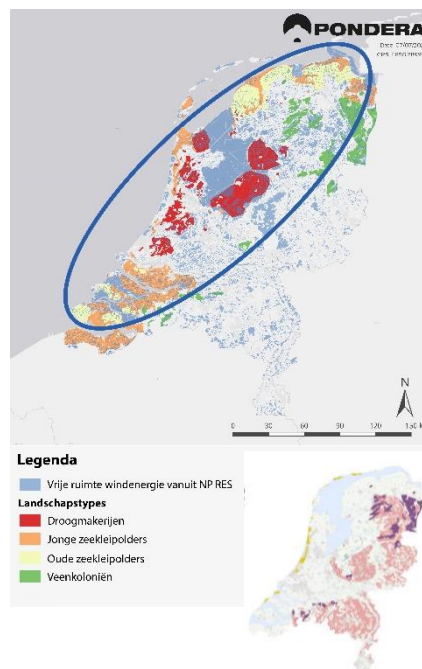 PONDERA
N
0 30 60 90 120 150
Legenda
Vrije ruimte windenergie vanuit NP RES
Landschapstypes
Droogmakerijen
Jonge zeekleipolders
Oude zeekleipolders
Veenkoloniën